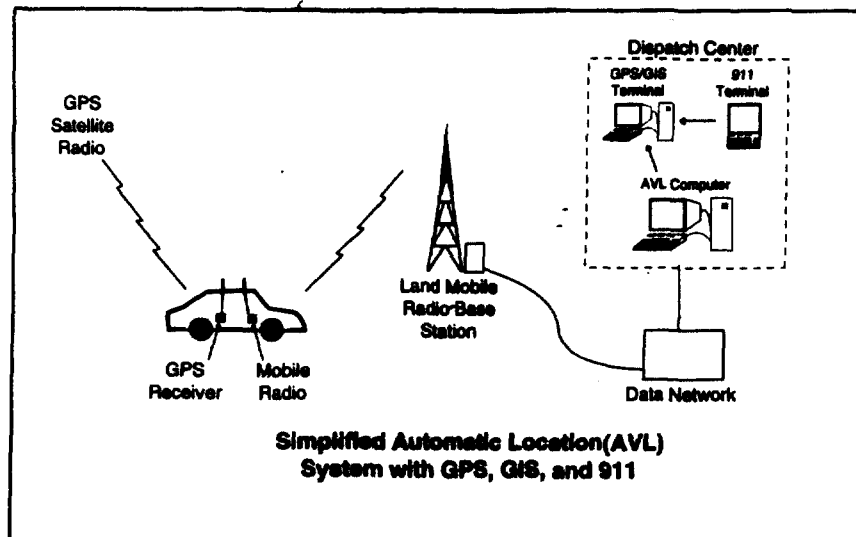 Dispatch Center
GPS/GIS
Terminal
911
Terminal
AVL Computer
GPS
Satellite
Radio
Land Mobile
Radio-Base
Station
GPS
Receiver
Mobile
Radio
Data Network
Simplified Automatic Location(AVL)
System with GPS, GIS, and 911